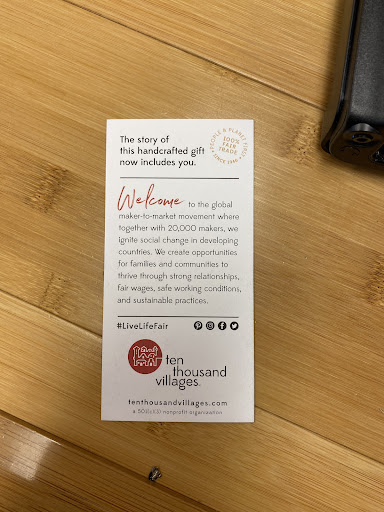 The story of
this handcrafted gift
now includes you.
PEOPLE & PLANET FIRST
100%
FAIR
TRADE
SINCE 1946
Welcome to the global
maker-to-market movement where
together with 20,000 makers, we
ignite social change in developing
countries. We create opportunities
for families and communities to
thrive through strong relationships,
fair wages, safe working conditions,
and sustainable practices.
#LiveLifeFair
ten
thousand
villages.
tenthousandvillages.com
a 501(c)(3) nonprofit organization